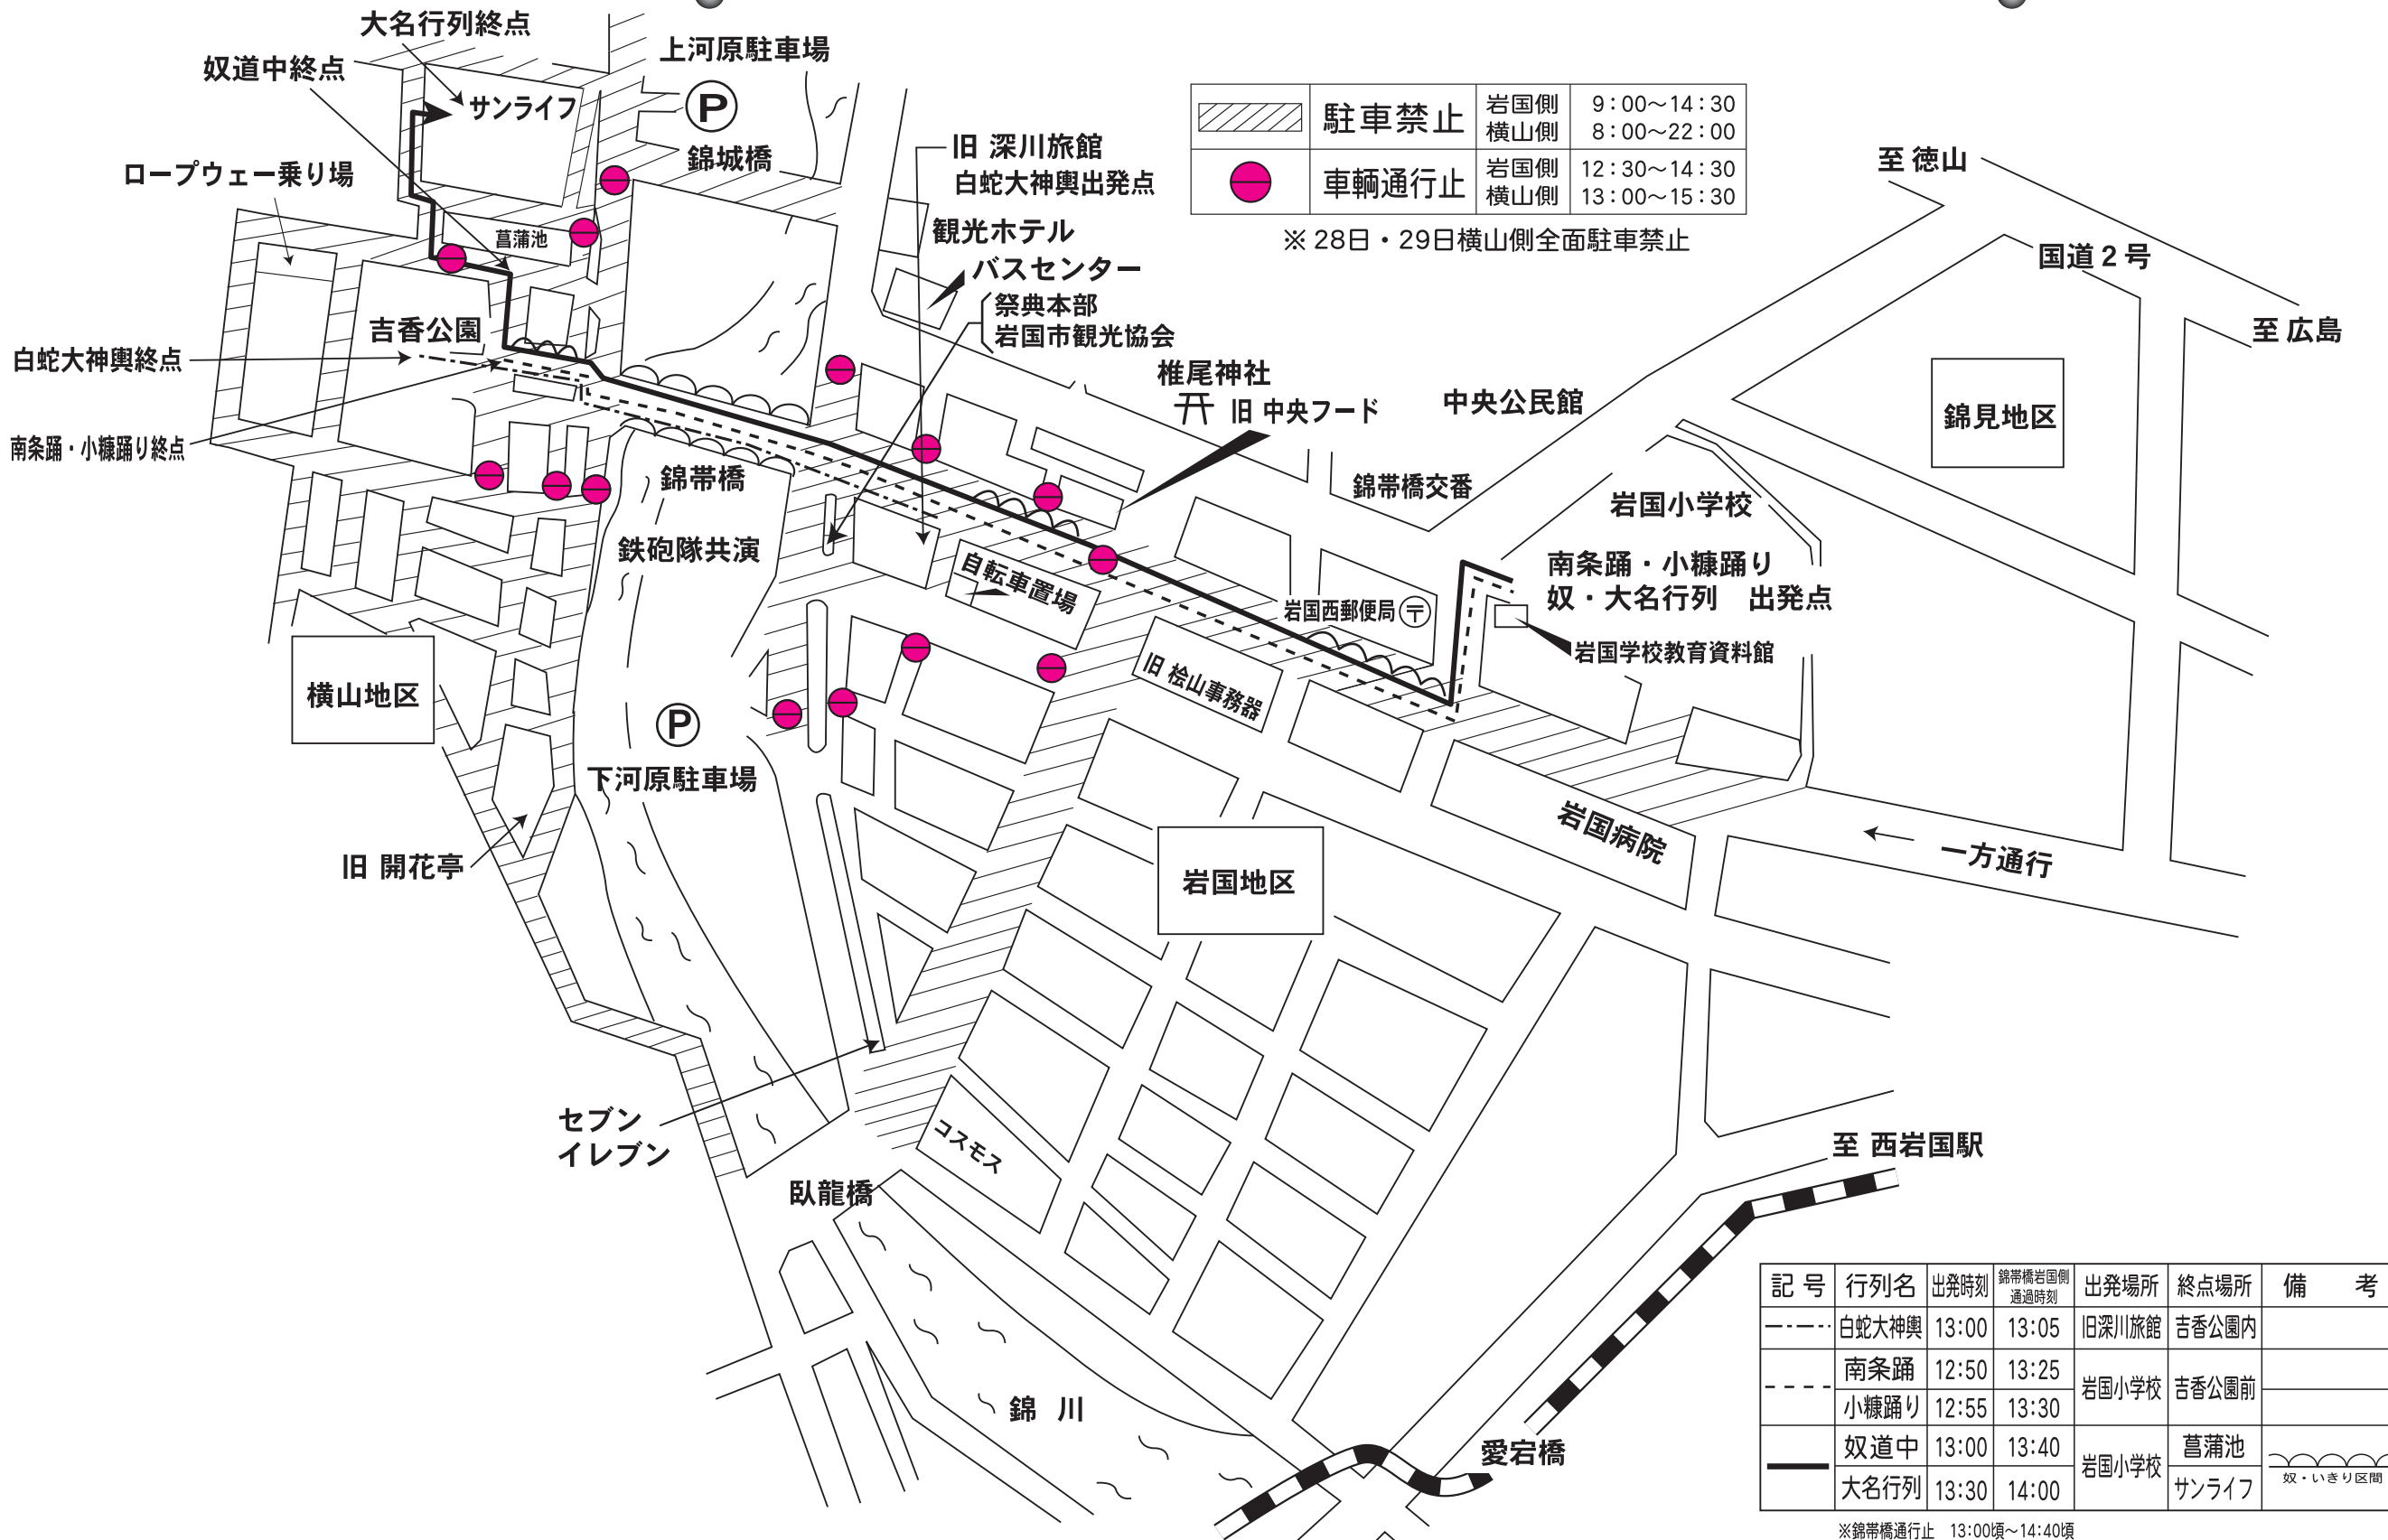 大名行列終点
奴道中終点
サンライフ
ロープウェー乗り場
上河原駐車場
P
錦城橋
菖蒲池
旧 深川旅館
白蛇大神輿出発点
観光ホテル
バスセンター
祭典本部
岩国市観光協会
駐車禁止
岩国側 9：00～14：30
横山側 8：00～22：00
車輌通行止
岩国側 12：30～14：30
横山側 13：00～15：30
※ 28日・29日横山側全面駐車禁止
至 徳山
国道2号
至 広島
錦見地区
吉香公園
白蛇大神輿終点
南条踊・小糠踊り終点
椎尾神社
旧 中央フード
中央公民館
錦帯橋
錦帯橋交番
岩国小学校
鉄砲隊共演
自転車置場
南条踊・小糠踊り
奴・大名行列 出発点
岩国西郵便局
〒
岩国学校教育資料館
横山地区
旧 桧山事務器
P
下河原駐車場
岩国病院
一方通行
旧 開花亭
岩国地区
セブン
イレブン
コスモス
臥龍橋
至 西岩国駅
錦 川
愛宕橋
記号 行列名 出発時刻 錦帯橋岩国側通過時刻 出発場所 終点場所 備 考
白蛇大神輿 13：00 13：05 旧深川旅館 吉香公園内
南条踊 12：50 13：25 岩国小学校 吉香公園前
小糠踊り 12：55 13：30
奴道中 13：00 13：40 岩国小学校 菖蒲池
大名行列 13：30 14：00 サンライフ
奴・いきり区間
※錦帯橋通行止 13：00頃～14：40頃